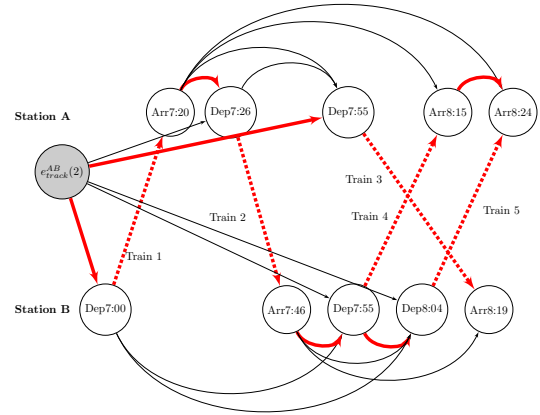 Arr7:20 Dep7:26 Dep7:55 Arr8:15 Arr8:24
Station A
$e^{AB}_{track}(2)$
Train 3
Train 2 Train 4 Train 5
Train 1
Station B Dep7:00 Arr7:46 Dep7:55 Dep8:04 Arr8:19